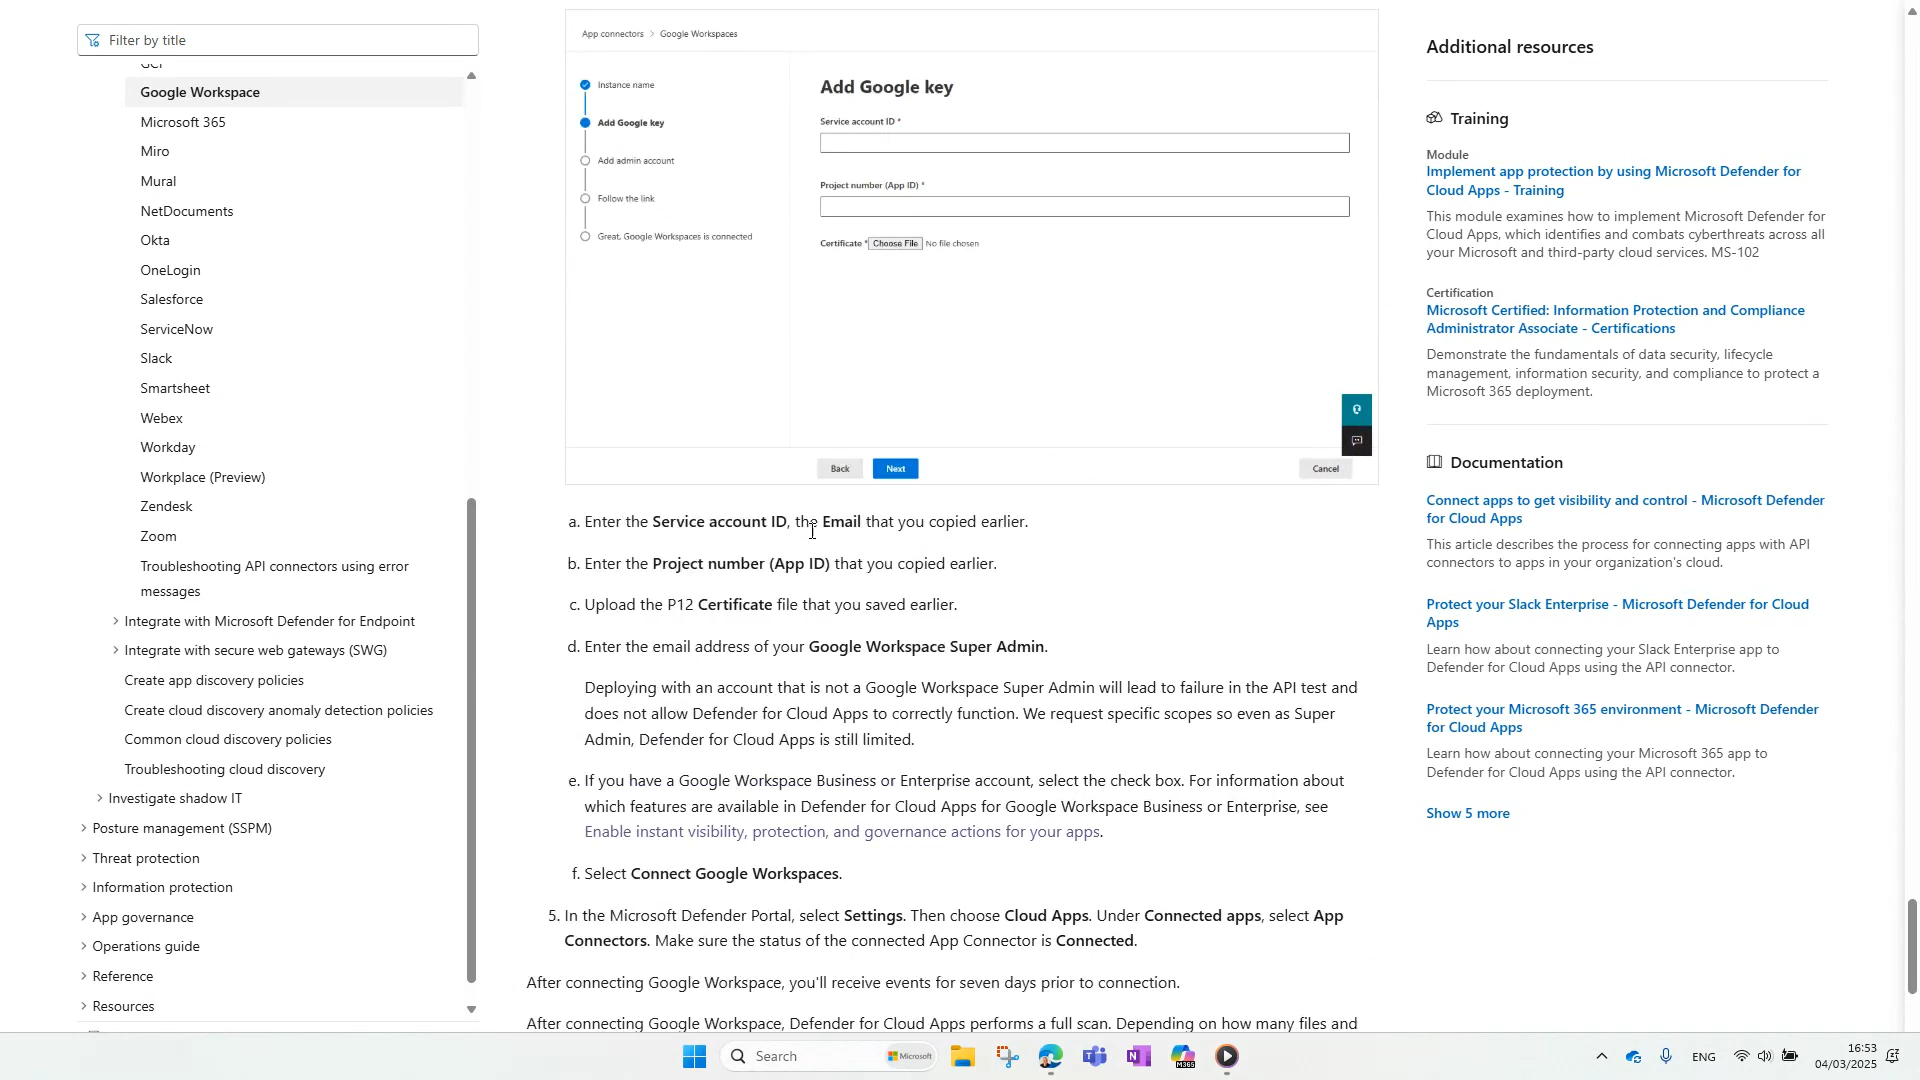 Filter by title
Google Workspace
Microsoft 365
Miro
Mural
NetDocuments
Okta
OneLogin
Salesforce
ServiceNow
Slack
Smartsheet
Webex
Workday
Workplace (Preview)
Zendesk
Zoom
Troubleshooting API connectors using error
messages
Integrate with Microsoft Defender for Endpoint
Integrate with secure web gateways (SWG)
Create app discovery policies
Create cloud discovery anomaly detection policies
Common cloud discovery policies
Troubleshooting cloud discovery
Investigate shadow IT
Posture management (SSPM)
Threat protection
Information protection
App governance
Operations guide
Reference
Resources
App connectors > Google Workspaces
Instance name
Add Google key
Add admin account
Follow the link
Great, Google Workspaces is connected
Add Google key
Service account ID *
Project number (App ID) *
Certificate * Choose File No file chosen
Back Next Cancel
a. Enter the Service account ID, the Email that you copied earlier.
b. Enter the Project number (App ID) that you copied earlier.
c. Upload the P12 Certificate file that you saved earlier.
d. Enter the email address of your Google Workspace Super Admin.
Deploying with an account that is not a Google Workspace Super Admin will lead to failure in the API test and
does not allow Defender for Cloud Apps to correctly function. We request specific scopes so even as Super
Admin, Defender for Cloud Apps is still limited.
e. If you have a Google Workspace Business or Enterprise account, select the check box. For information about
which features are available in Defender for Cloud Apps for Google Workspace Business or Enterprise, see
Enable instant visibility, protection, and governance actions for your apps.
f. Select Connect Google Workspaces.
5. In the Microsoft Defender Portal, select Settings. Then choose Cloud Apps. Under Connected apps, select App
Connectors. Make sure the status of the connected App Connector is Connected.
After connecting Google Workspace, you'll receive events for seven days prior to connection.
After connecting Google Workspace, Defender for Cloud Apps performs a full scan. Depending on how many files and
Additional resources
Training
Module
Implement app protection by using Microsoft Defender for
Cloud Apps - Training
This module examines how to implement Microsoft Defender for
Cloud Apps, which identifies and combats cyberthreats across all
your Microsoft and third-party cloud services. MS-102
Certification
Microsoft Certified: Information Protection and Compliance
Administrator Associate - Certifications
Demonstrate the fundamentals of data security, lifecycle
management, information security, and compliance to protect a
Microsoft 365 deployment.
Documentation
Connect apps to get visibility and control - Microsoft Defender
for Cloud Apps
This article describes the process for connecting apps with API
connectors to apps in your organization's cloud.
Protect your Slack Enterprise - Microsoft Defender for Cloud
Apps
Learn how about connecting your Slack Enterprise app to
Defender for Cloud Apps using the API connector.
Protect your Microsoft 365 environment - Microsoft Defender
for Cloud Apps
Learn how about connecting your Microsoft 365 app to
Defender for Cloud Apps using the API connector.
Show 5 more
Search
Microsoft
M365
ENG
16:53
04/03/2025